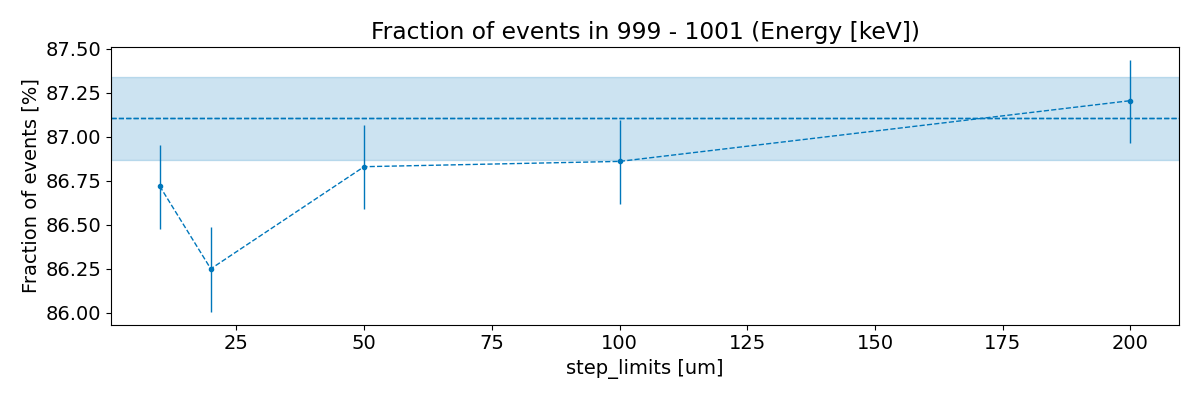 Fraction of events in 999 - 1001 (Energy [keV])
Fraction of events [%]
87.50
87.25
87.00
86.75
86.50
86.25
86.00
25 50 75 100 125 150 175 200
step_limits [um]